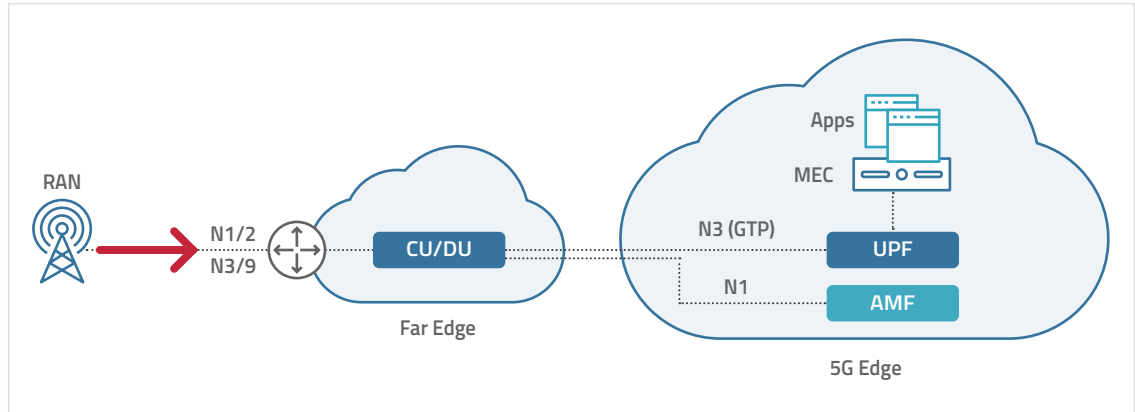 RAN
N1/2
N3/9
CU/DU
Far Edge
Apps
MEC
N3 (GTP)
UPF
N1
AMF
5G Edge